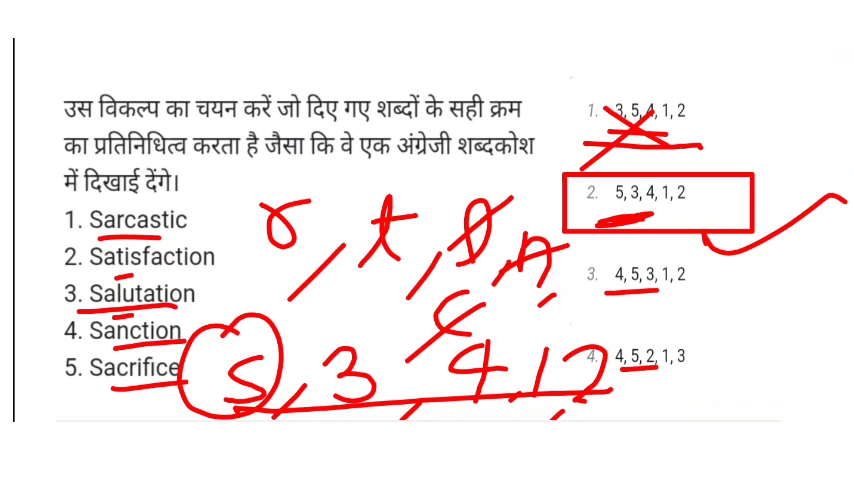 उस विकल्प का चयन करें जो दिए गए शब्दों के सही क्रम
का प्रतिनिधित्व करता है जैसा कि वे एक अंग्रेजी शब्दकोश
में दिखाई देंगे।
1. Sarcastic
2. Satisfaction
3. Salutation
4. Sanction
5. Sacrifice
r, t, l, n,
c
5, 3, 4, 1, 2
1. 3, 5, 4, 1, 2
2. 5, 3, 4, 1, 2
3. 4, 5, 3, 1, 2
4. 4, 5, 2, 1, 3